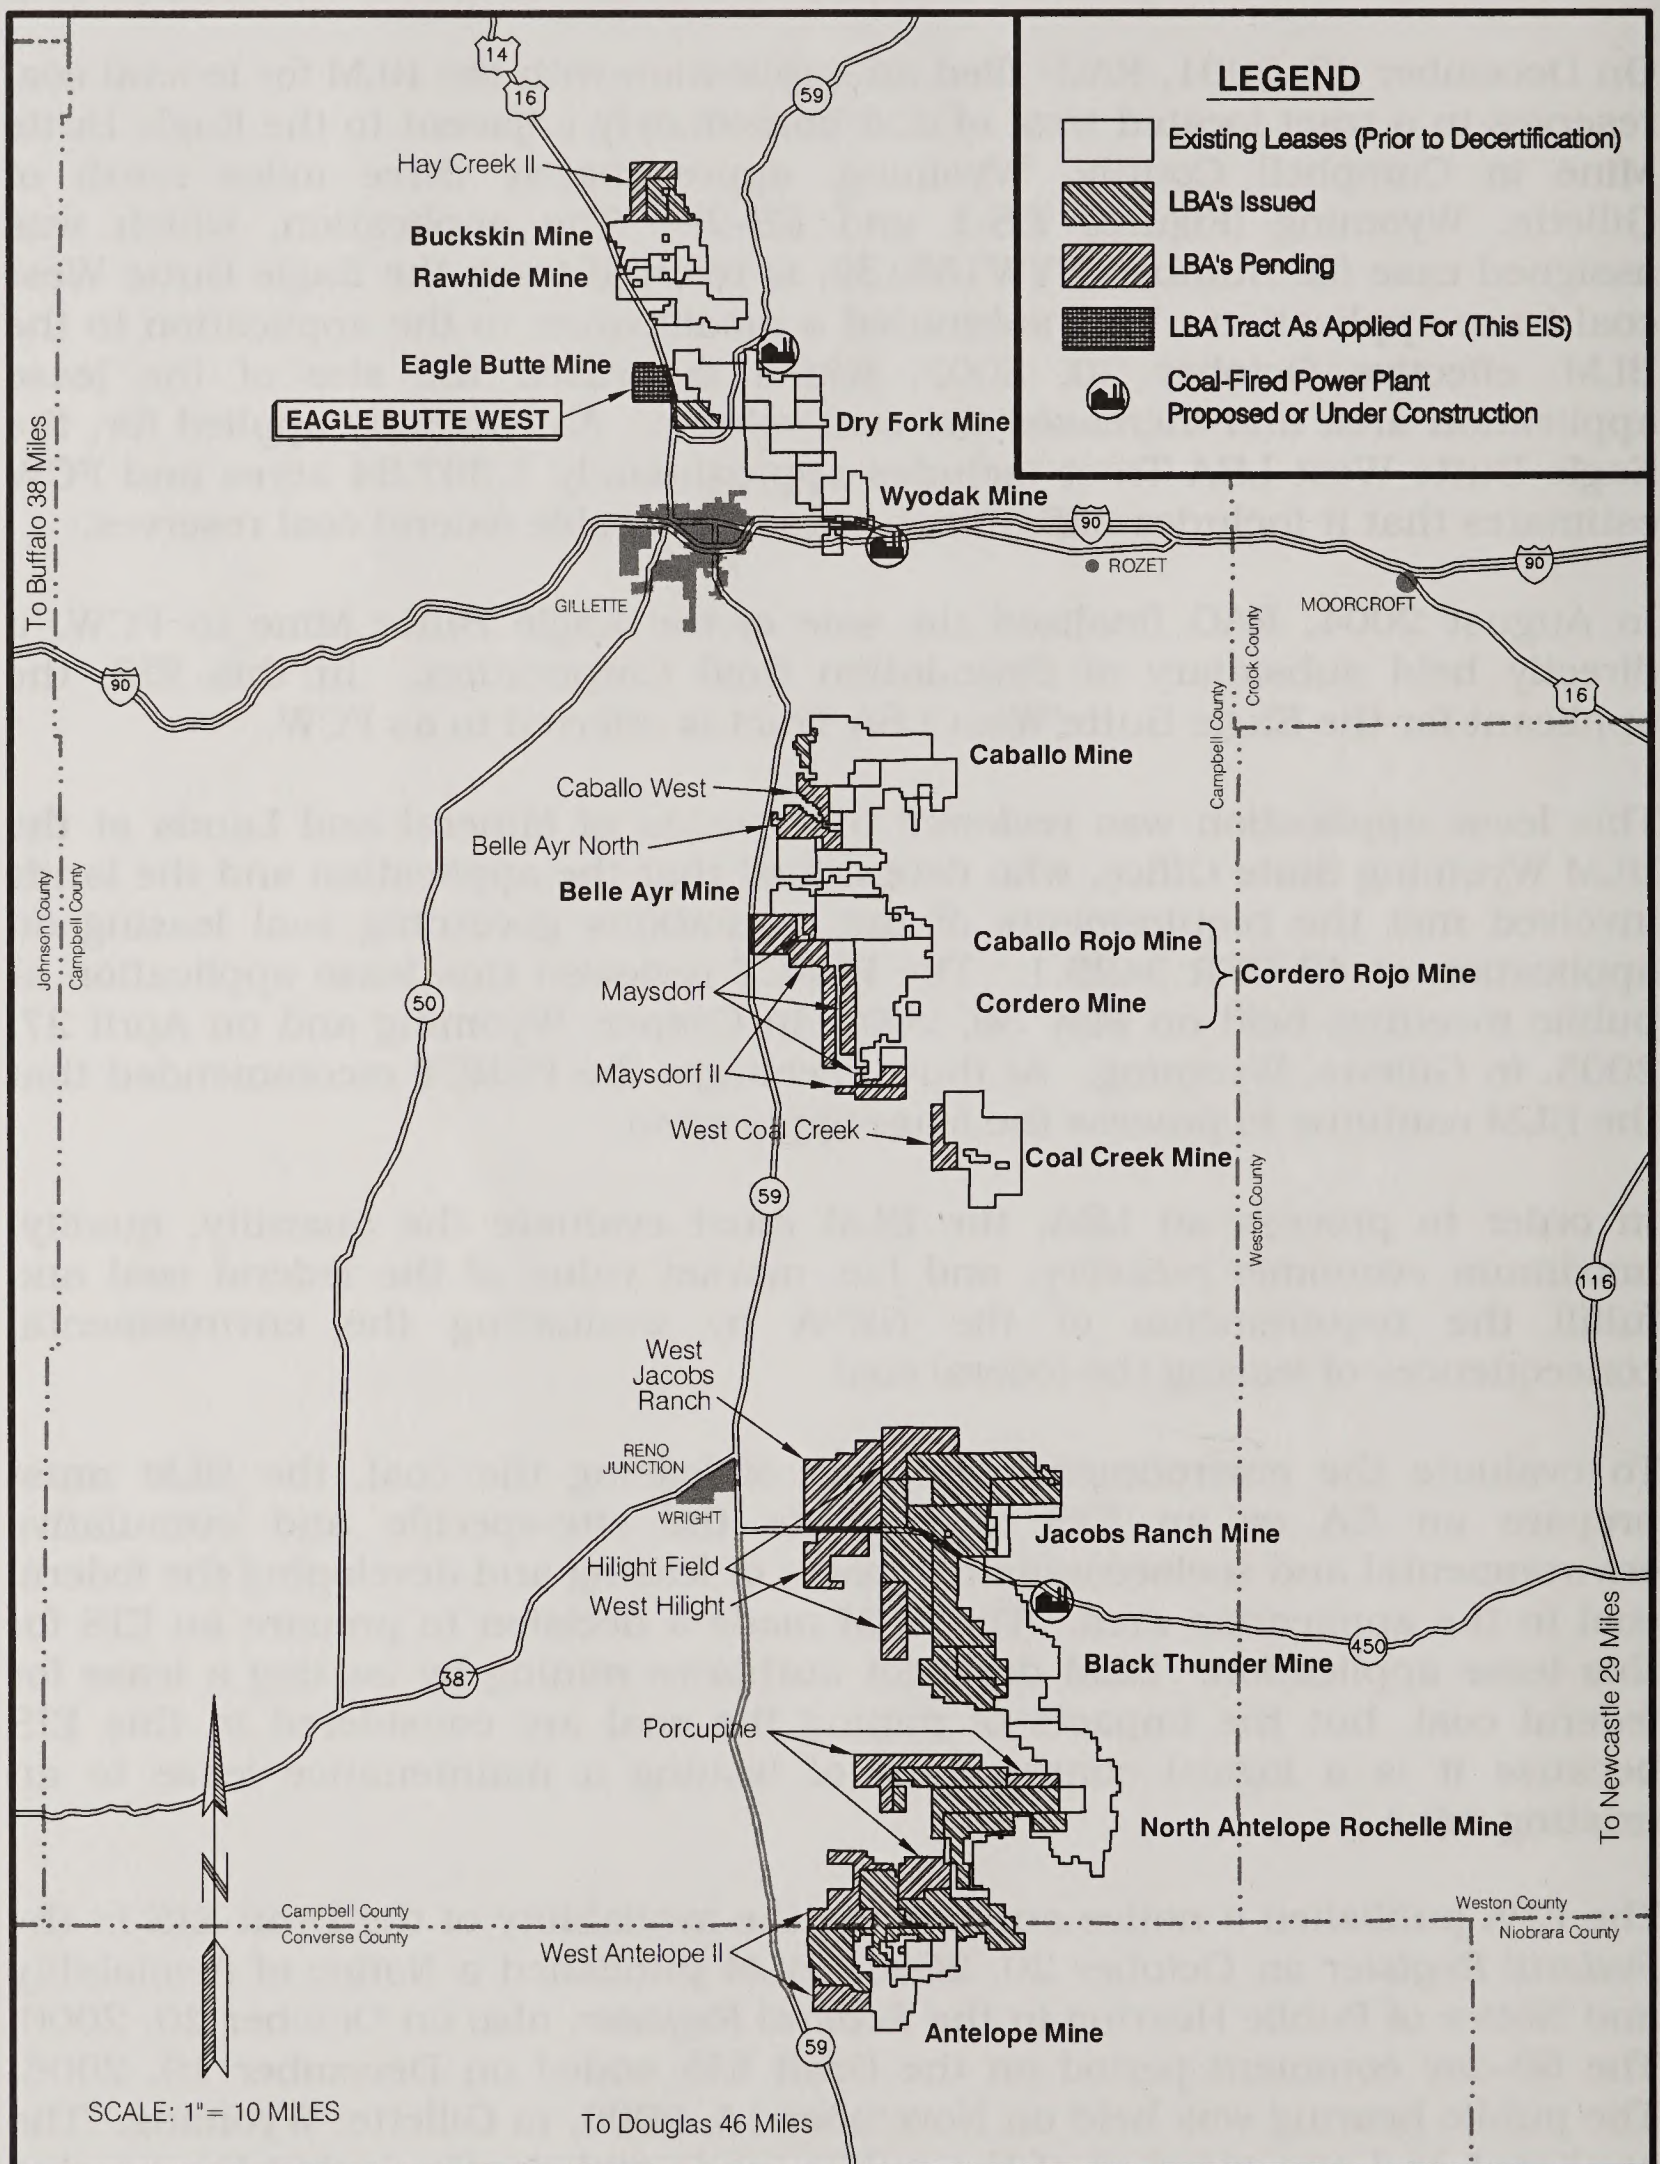 14
16
59
LEGEND
Existing Leases (Prior to Decertification)
LBA's Issued
LBA's Pending
LBA Tract As Applied For (This EIS)
Coal-Fired Power Plant
Proposed or Under Construction
Hay Creek II
Buckskin Mine
Rawhide Mine
Eagle Butte Mine
EAGLE BUTTE WEST
Dry Fork Mine
Wyodak Mine
To Buffalo 38 Miles
90
90
ROZET
GILLETTE
MOORCROFT
90
16
Campbell County
Crook County
Caballo Mine
Caballo West
Belle Ayr North
Belle Ayr Mine
Johnson County
Campbell County
Caballo Rojo Mine
Cordero Rojo Mine
Cordero Mine
50
Maysdorf
Maysdorf II
West Coal Creek
Coal Creek Mine
59
Weston County
116
West
Jacobs
Ranch
RENO
JUNCTION
WRIGHT
Jacobs Ranch Mine
Hilight Field
West Hilight
450
387
Black Thunder Mine
To Newcastle 29 Miles
Porcupine
North Antelope Rochelle Mine
N
Campbell County
Converse County
Weston County
Niobrara County
West Antelope II
Antelope Mine
59
SCALE: 1"= 10 MILES
To Douglas 46 Miles